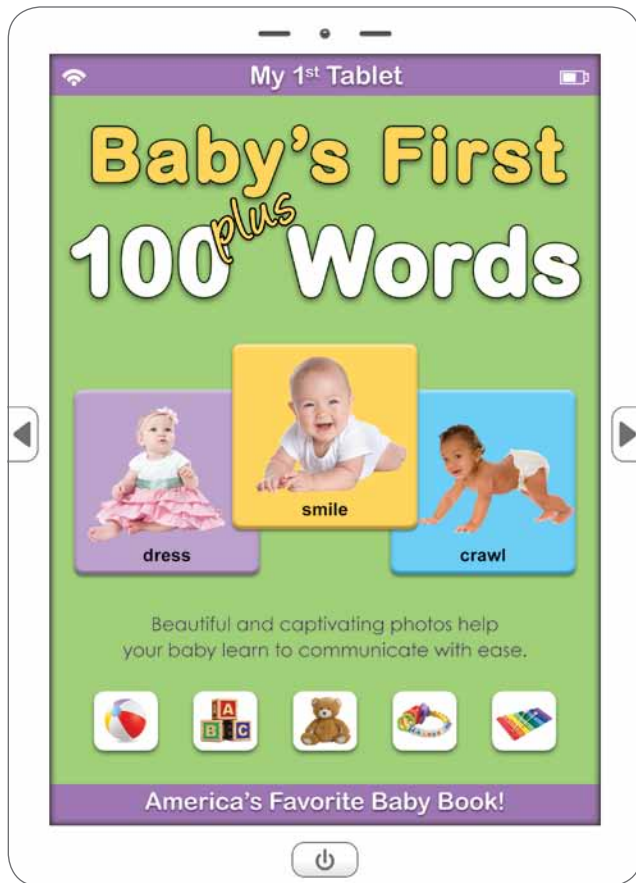 My 1st Tablet
Baby's First
plus
100 Words
smile
dress
crawl
Beautiful and captivating photos help
your baby learn to communicate with ease.
A
B C
America's Favorite Baby Book!